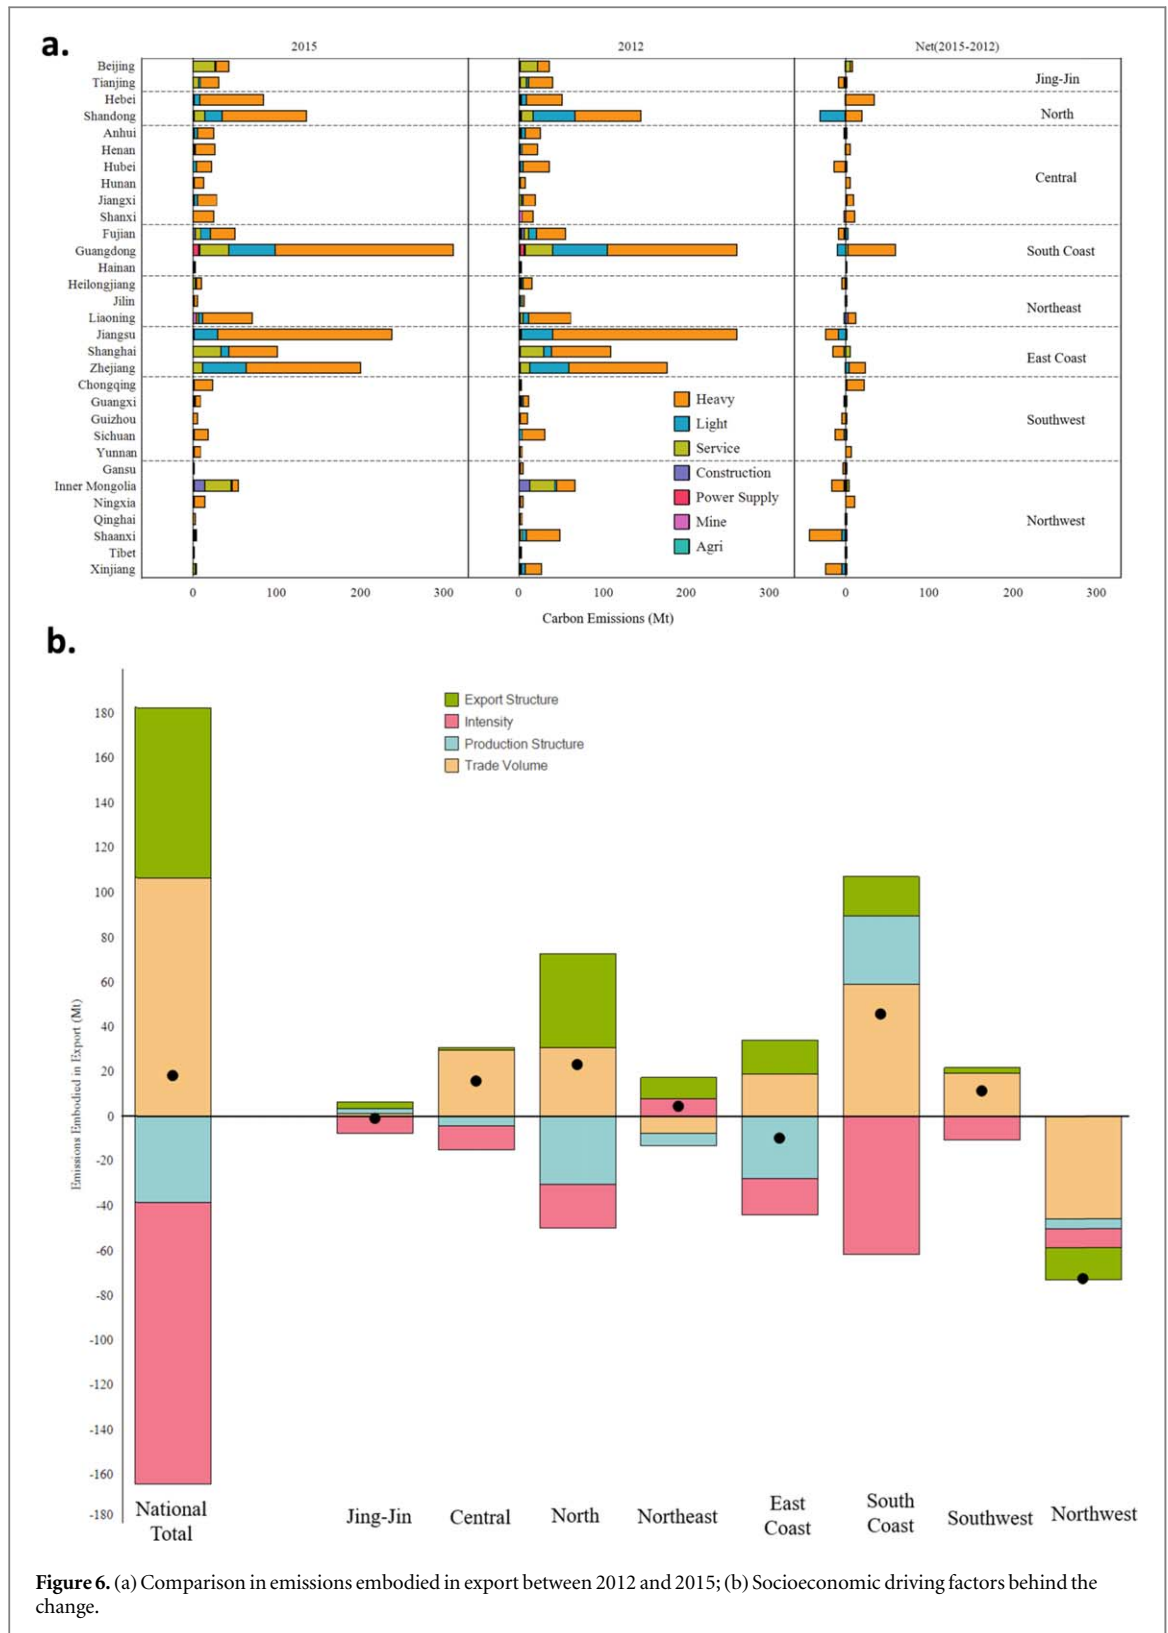 a.
2015 2012 Net(2015-2012)
Beijing
Tianjing
Jing-Jin
Hebei
Shandong
North
Anhui
Henan
Hubei
Hunan
Central
Jiangxi
Shanxi
Fujian
Guangdong
South Coast
Hainan
Heilongjiang
Jilin
Northeast
Liaoning
Jiangsu
Shanghai
East Coast
Zhejiang
Chongqing
Guangxi
Guizhou
Southwest
Sichuan
Yunnan
Gansu
Inner Mongolia
Ningxia
Qinghai
Northwest
Shaanxi
Tibet
Xinjiang
Heavy
Light
Service
Construction
Power Supply
Mine
Agri
0 100 200 300 0 100 200 300 0 100 200 300
Carbon Emissions (Mt)
b.
Export Structure
Intensity
Production Structure
Trade Volume
180
160
140
120
100
80
60
40
20
0
-20
-40
-60
-80
-100
-120
-140
-160
-180
Emissions Embodied in Export (Mt)
National
Total
Jing-Jin
Central
North
Northeast
East
Coast
South
Coast
Southwest
Northwest
Figure 6. (a) Comparison in emissions embodied in export between 2012 and 2015; (b) Socioeconomic driving factors behind the
change.